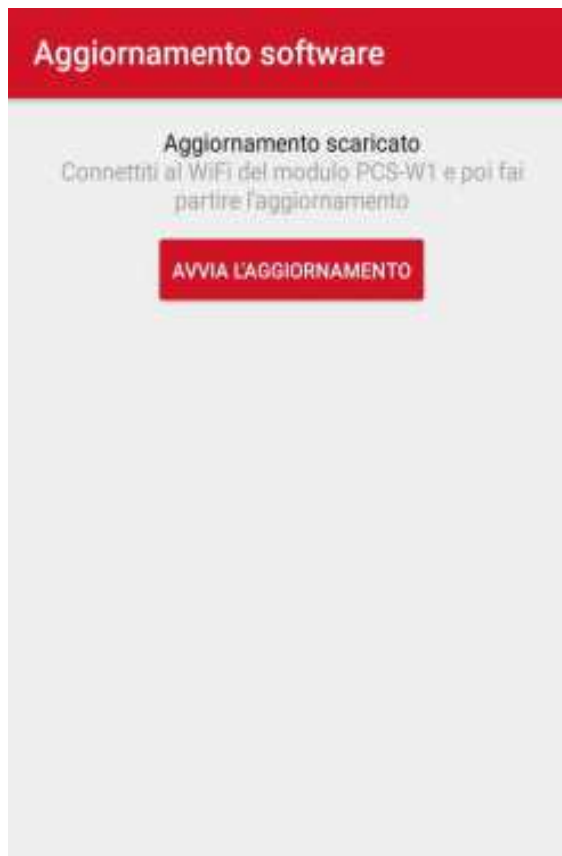 Aggiornamento software
Aggiornamento scaricato
Connettiti al WiFi del modulo PCS-W1 e poi fai
partire l'aggiornamento
AVVIA L'AGGIORNAMENTO